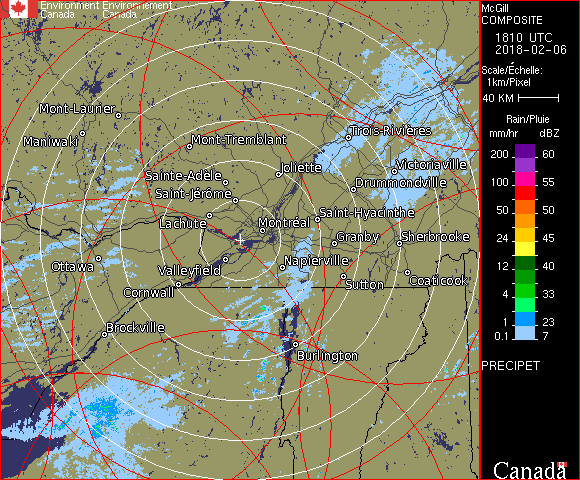 Environment Environnement
Canada Canada
McGill
COMPOSITE
1810 UTC
2018-02-06
Scale/Échelle:
1km/Pixel
40 KM
Rain/Pluie
mm/hr dBZ
200 60
150 57
100 55
50 50
24 45
12 40
4 33
1 23
0.1 7
PRECIPET
Canada
Mont-Laurier
Maniwaki
Mont-Tremblant
Trois-Rivières
Joliette
Victoriaville
Sainte-Adèle
Drummondville
Saint-Jérôme
Lachute
Montréal
Saint-Hyacinthe
Granby
Sherbrooke
Ottawa
Valleyfield
Napierville
Sutton
Coaticook
Cornwall
Brockville
Burlington